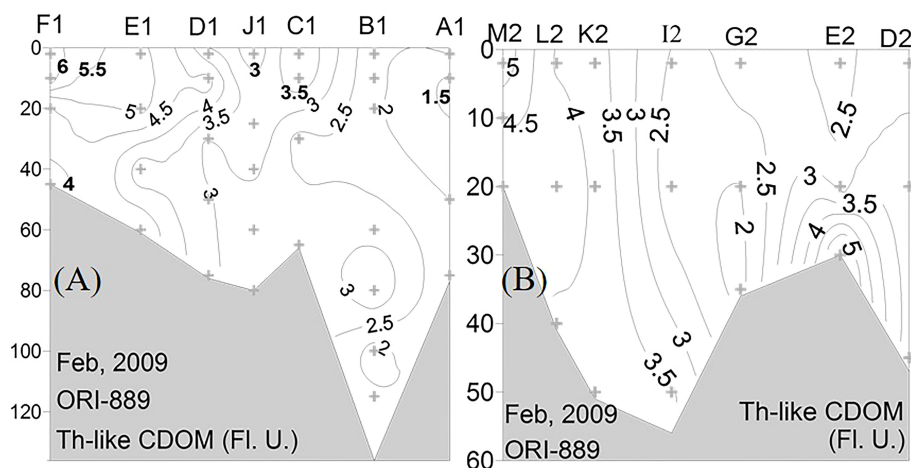 F1 E1 D1 J1 C1 B1 A1
0
20
40
60
80
100
120
6 5.5 5 4.5 4 3.5 3 3.5 3 2.5 2 1.5
4 3
3
2.5
2
(A)
Feb, 2009
ORI-889
Th-like CDOM (Fl. U.)
M2 L2 K2 I2 G2 E2 D2
0
10
20
30
40
50
60
5
4.5 4 3.5 3 2.5 2.5
2.5 3
3.5
2 4 5
3
3.5
(B)
Feb, 2009
ORI-889
Th-like CDOM
(Fl. U.)